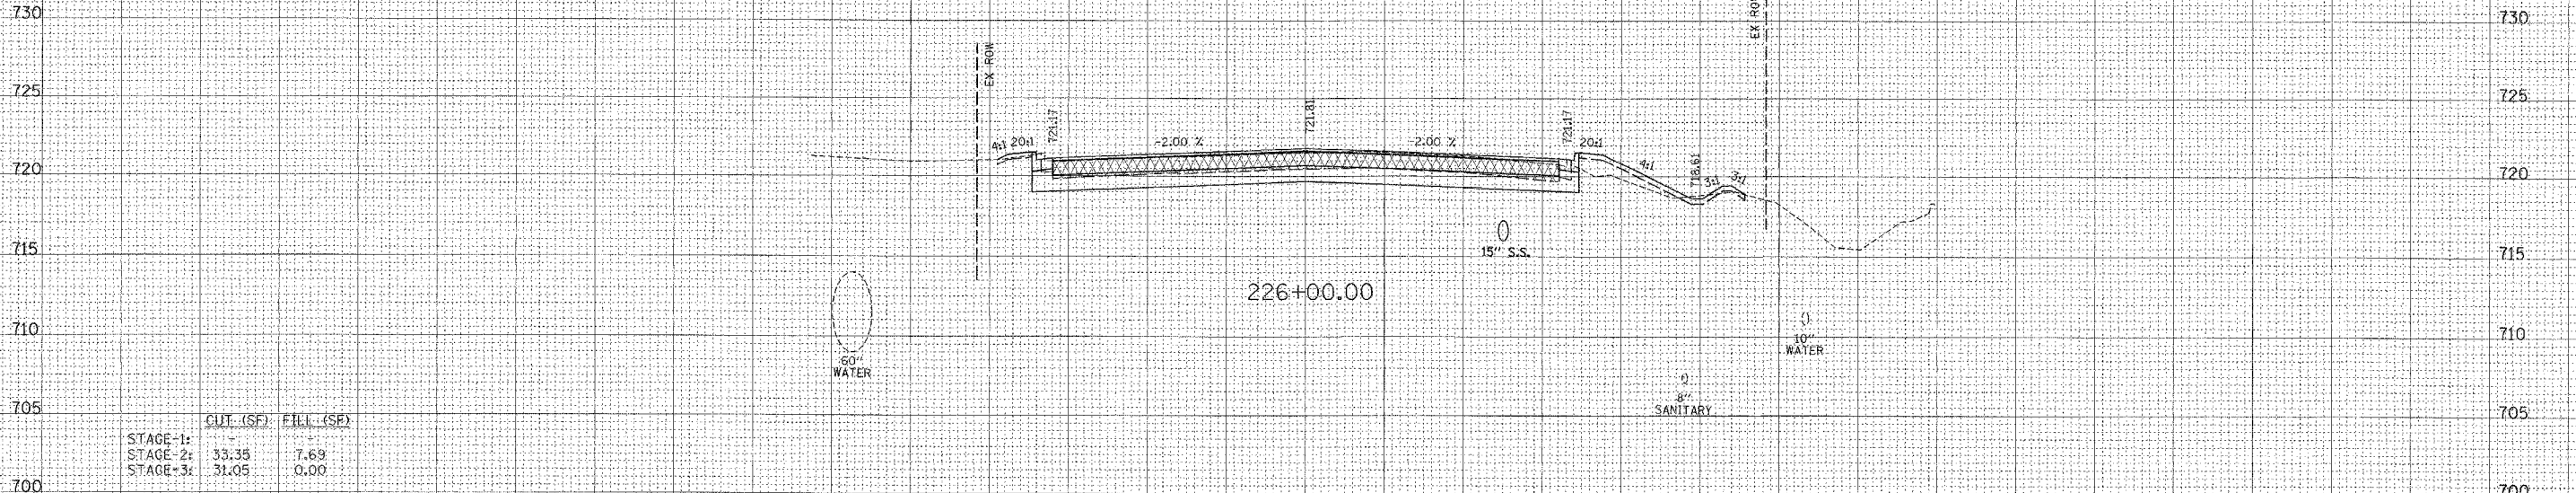 730
730
EX ROW
EX ROW
725
725
721.17
721.81
721.17
4:1 20:1
-2.00 %
2.00 %
20:1
4:1
718.61
3:1
3:1
720
720
715
715
15" S.S.
226+00.00
710
710
10"
WATER
60"
WATER
8"
SANITARY
705
705
CUT (SF) FILL (SF)
STAGE-1: - -
STAGE-2: 33.35 7.69
STAGE-3: 31.05 0.00
700
700